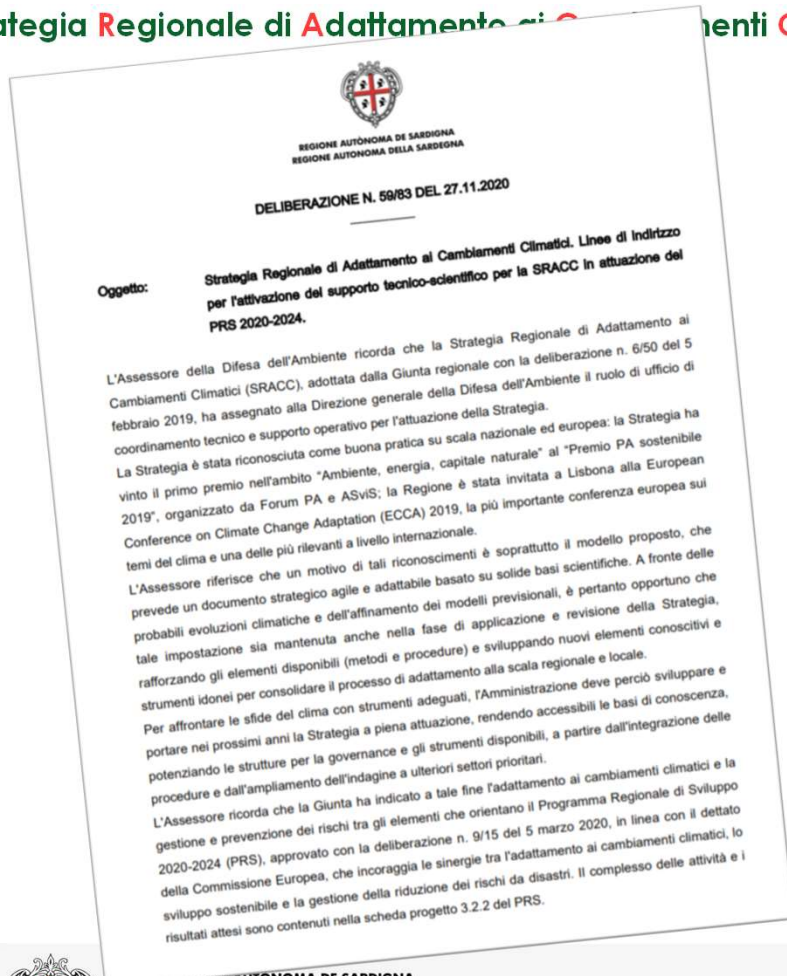 ategia Regionale di Adattamento ai C enti C
REGIONE AUTÒNOMA DE SARDIGNA
REGIONE AUTONOMA DELLA SARDEGNA
DELIBERAZIONE N. 59/83 DEL 27.11.2020
Oggetto: Strategia Regionale di Adattamento ai Cambiamenti Climatici. Linee di indirizzo
per l'attivazione del supporto tecnico-scientifico per la SRACC in attuazione del
PRS 2020-2024.
L'Assessore della Difesa dell'Ambiente ricorda che la Strategia Regionale di Adattamento ai
Cambiamenti Climatici (SRACC), adottata dalla Giunta regionale con la deliberazione n. 6/50 del 5
febbraio 2019, ha assegnato alla Direzione generale della Difesa dell'Ambiente il ruolo di ufficio di
coordinamento tecnico e supporto operativo per l'attuazione della Strategia.
La Strategia è stata riconosciuta come buona pratica su scala nazionale ed europea: la Strategia ha
vinto il primo premio nell'ambito "Ambiente, energia, capitale naturale" al "Premio PA sostenibile
2019", organizzato da Forum PA e ASviS; la Regione è stata invitata a Lisbona alla European
Conference on Climate Change Adaptation (ECCA) 2019, la più importante conferenza europea sui
temi del clima e una delle più rilevanti a livello internazionale.
L'Assessore riferisce che un motivo di tali riconoscimenti è soprattutto il modello proposto, che
prevede un documento strategico agile e adattabile basato su solide basi scientifiche. A fronte delle
probabili evoluzioni climatiche e dell'affinamento dei modelli previsionali, è pertanto opportuno che
tale impostazione sia mantenuta anche nella fase di applicazione e revisione della Strategia,
rafforzando gli elementi disponibili (metodi e procedure) e sviluppando nuovi elementi conoscitivi e
strumenti idonei per consolidare il processo di adattamento alla scala regionale e locale.
Per affrontare le sfide del clima con strumenti adeguati, l'Amministrazione deve perciò sviluppare e
portare nei prossimi anni la Strategia a piena attuazione, rendendo accessibili le basi di conoscenza,
potenziando le strutture per la governance e gli strumenti disponibili, a partire dall'integrazione delle
procedure e dall'ampliamento dell'indagine a ulteriori settori prioritari.
L'Assessore ricorda che la Giunta ha indicato a tale fine l'adattamento ai cambiamenti climatici e la
gestione e prevenzione dei rischi tra gli elementi che orientano il Programma Regionale di Sviluppo
2020-2024 (PRS), approvato con la deliberazione n. 9/15 del 5 marzo 2020, in linea con il dettato
della Commissione Europea, che incoraggia le sinergie tra l'adattamento ai cambiamenti climatici, lo
sviluppo sostenibile e la gestione della riduzione dei rischi da disastri. Il complesso delle attività e i
risultati attesi sono contenuti nella scheda progetto 3.2.2 del PRS.
AUTÒNOMA DE SARDIGNA